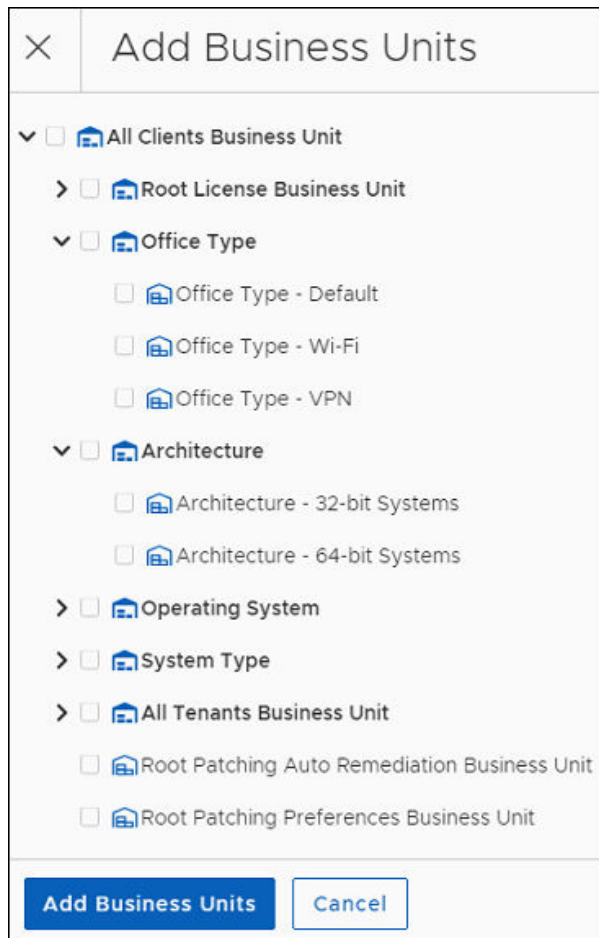 Add Business Units
All Clients Business Unit
Root License Business Unit
Office Type
Office Type - Default
Office Type - Wi-Fi
Office Type - VPN
Architecture
Architecture - 32-bit Systems
Architecture - 64-bit Systems
Operating System
System Type
All Tenants Business Unit
Root Patching Auto Remediation Business Unit
Root Patching Preferences Business Unit
Add Business Units
Cancel